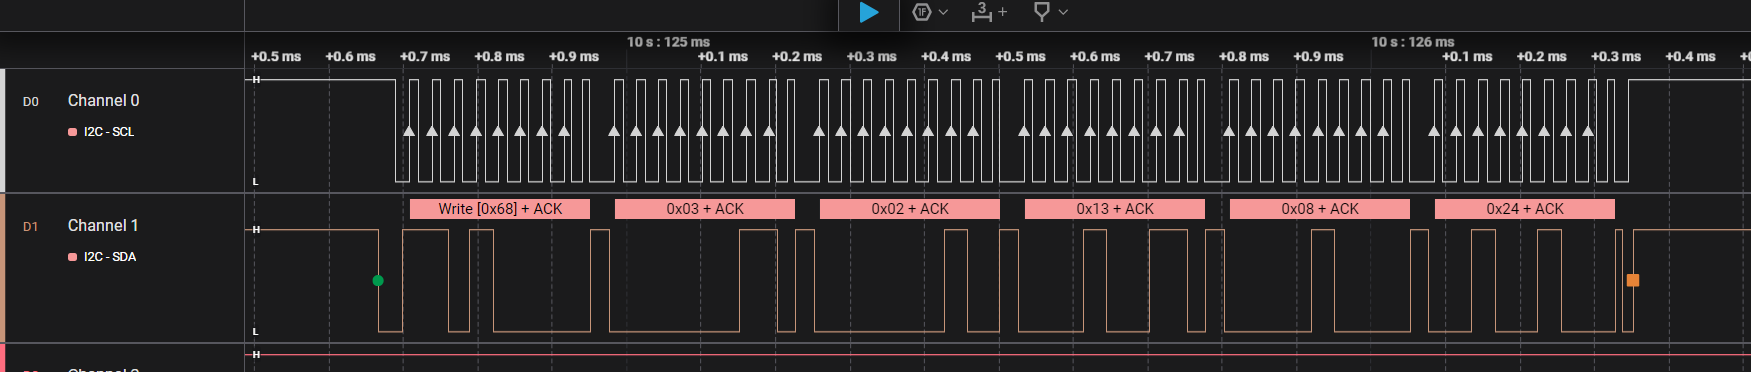 1F 3 +
10 s : 125 ms 10 s : 126 ms
+0.5 ms +0.6 ms +0.7 ms +0.8 ms +0.9 ms +0.1 ms +0.2 ms +0.3 ms +0.4 ms +0.5 ms +0.6 ms +0.7 ms +0.8 ms +0.9 ms +0.1 ms +0.2 ms +0.3 ms +0.4 ms
H
D0 Channel 0
I2C - SCL
L
Write [0x68] + ACK 0x03 + ACK 0x02 + ACK 0x13 + ACK 0x08 + ACK 0x24 + ACK
D1 Channel 1
H
I2C - SDA
L
H